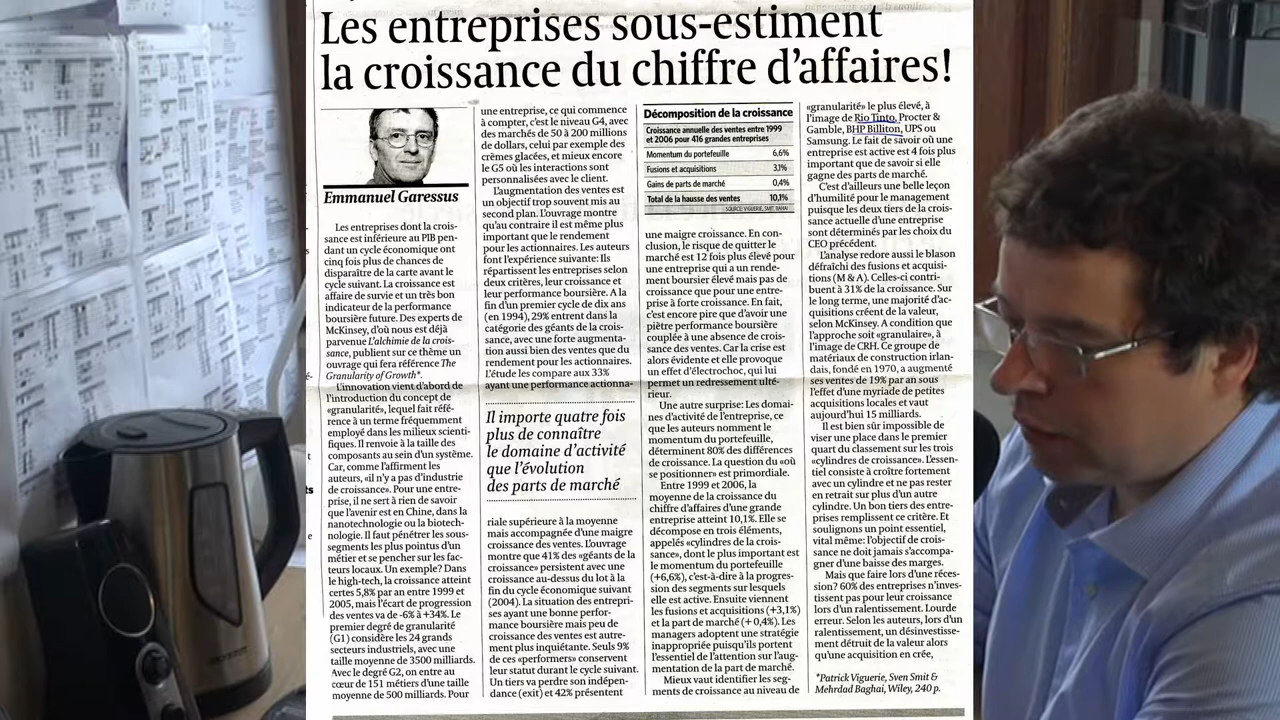 Les entreprises sous-estiment
la croissance du chiffre d'affaires!
Emmanuel Garessus
Les entreprises dont la crois-
sance est inférieure au PIB pen-
dant un cycle économique ont
cinq fois plus de chances de
disparaître de la carte avant le
cycle suivant. La croissance est
affaire de survie et un très bon
indicateur de la performance
boursière future. Des experts de
McKinsey, d'où nous est déjà
parvenue L'alchimie de la crois-
sance, publient sur ce thème un
ouvrage qui fera référence The
Granularity of Growth*.
L'innovation vient d'abord de
l'introduction du concept de
«granularité», lequel fait réfé-
rence à un terme fréquemment
employé dans les milieux scienti-
fiques. Il renvoie à la taille des
composants au sein d'un système.
Car, comme l'affirment les
auteurs, «il n'y a pas d'industrie
de croissance». Pour une entre-
prise, il ne sert à rien de savoir
que l'avenir est en Chine, dans la
nanotechnologie ou la biotech-
nologie. Il faut pénétrer les sous-
segments les plus pointus d'un
métier et se pencher sur les fac-
teurs locaux. Un exemple? Dans
le high-tech, la croissance atteint
certes 5,8% par an entre 1999 et
2005, mais l'écart de progression
des ventes va de -6% à +34%. Le
premier degré de granularité
(G1) considère les 24 grands
secteurs industriels, avec une
taille moyenne de 3500 milliards.
Avec le degré G2, on entre au
cœur de 151 métiers d'une taille
moyenne de 500 milliards. Pour
une entreprise, ce qui commence
à compter, c'est le niveau G4, avec
des marchés de 50 à 200 millions
de dollars, celui par exemple des
crèmes glacées, et mieux encore
le G5 où les interactions sont
personnalisées avec le client.
L'augmentation des ventes est
un objectif trop souvent mis au
second plan. L'ouvrage montre
qu'au contraire il est même plus
important que le rendement
pour les actionnaires. Les auteurs
font l'expérience suivante: Ils
répartissent les entreprises selon
deux critères, leur croissance et
leur performance boursière. A la
fin d'un premier cycle de dix ans
(en 1994), 29% entrent dans la
catégorie des géants de la crois-
sance, avec une forte augmenta-
tion aussi bien des ventes que du
rendement pour les actionnaires.
L'étude les compare aux 33%
ayant une performance actionna-
Il importe quatre fois
plus de connaître
le domaine d'activité
que l'évolution
des parts de marché
riale supérieure à la moyenne
mais accompagnée d'une maigre
croissance des ventes. L'ouvrage
montre que 41% des «géants de la
croissance» persistent avec une
croissance au-dessus du lot à la
fin du cycle économique suivant
(2004). La situation des entrepri-
ses ayant une bonne perfor-
mance boursière mais peu de
croissance des ventes est autre-
ment plus inquiétante. Seuls 9%
de ces «performers» conservent
leur statut durant le cycle suivant.
Un tiers va perdre son indépen-
dance (exit) et 42% présentent
Décomposition de la croissance
Croissance annuelle des ventes entre 1999
et 2006 pour 416 grandes entreprises
Momentum du portefeuille 6,6%
Fusions et acquisitions 3,1%
Gains de parts de marché 0,4%
Total de la hausse des ventes 10,1%
SOURCE: VIGUERIE, SMIT, BAHAI
une maigre croissance. En con-
clusion, le risque de quitter le
marché est 12 fois plus élevé pour
une entreprise qui a un rende-
ment boursier élevé mais pas de
croissance que pour une entre-
prise à forte croissance. En fait,
c'est encore pire que d'avoir une
piètre performance boursière
couplée à une absence de crois-
sance des ventes. Car la crise est
alors évidente et elle provoque
un effet d'électrochoc, qui lui
permet un redressement ulté-
rieur.
Une autre surprise: Les domai-
nes d'activité de l'entreprise, ce
que les auteurs nomment le
momentum du portefeuille,
déterminent 80% des différences
de croissance. La question du «où
se positionner» est primordiale.
Entre 1999 et 2006, la
moyenne de la croissance du
chiffre d'affaires d'une grande
entreprise atteint 10,1%. Elle se
décompose en trois éléments,
appelés «cylindres de la crois-
sance», dont le plus important est
le momentum du portefeuille
(+6,6%), c'est-à-dire la progres-
sion des segments sur lesquels
elle est active. Ensuite viennent
les fusions et acquisitions (+3,1%)
et la part de marché (+ 0,4%). Les
managers adoptent une stratégie
inappropriée puisqu'ils portent
l'essentiel de l'attention sur l'aug-
mentation de la part de marché.
Mieux vaut identifier les seg-
ments de croissance au niveau de
«granularité» le plus élevé, à
l'image de Rio Tinto, Procter &
Gamble, BHP Billiton, UPS ou
Samsung. Le fait de savoir où une
entreprise est active est 4 fois plus
important que de savoir si elle
gagne des parts de marché.
C'est d'ailleurs une belle leçon
d'humilité pour le management
puisque les deux tiers de la crois-
sance actuelle d'une entreprise
sont déterminés par les choix du
CEO précédent.
L'analyse redore aussi le blason
défraîchi des fusions et acquisi-
tions (M & A). Celles-ci contri-
buent à 31% de la croissance. Sur
le long terme, une majorité d'ac-
quisitions créent de la valeur,
selon McKinsey. A condition que
l'approche soit «granulaire», à
l'image de CRH. Ce groupe de
matériaux de construction irlan-
dais, fondé en 1970, a augmenté
ses ventes de 19% par an sous
l'effet d'une myriade de petites
acquisitions locales et vaut
aujourd'hui 15 milliards.
Il est bien sûr impossible de
viser une place dans le premier
quart du classement sur les trois
«cylindres de croissance». L'essen-
tiel consiste à croître fortement
avec un cylindre et ne pas rester
en retrait sur plus d'un autre
cylindre. Un bon tiers des entre-
prises remplissent ce critère. Et
soulignons un point essentiel,
vital même: l'objectif de crois-
sance ne doit jamais s'accompa-
gner d'une baisse des marges.
Mais que faire lors d'une réces-
sion? 60% des entreprises n'inves-
tissent pas pour leur croissance
lors d'un ralentissement. Lourde
erreur. Selon les auteurs, lors d'un
ralentissement, un désinvestisse-
ment détruit de la valeur alors
qu'une acquisition en crée,
*Patrick Viguerie, Sven Smit &
Mehrdad Baghai, Wiley, 240 p.